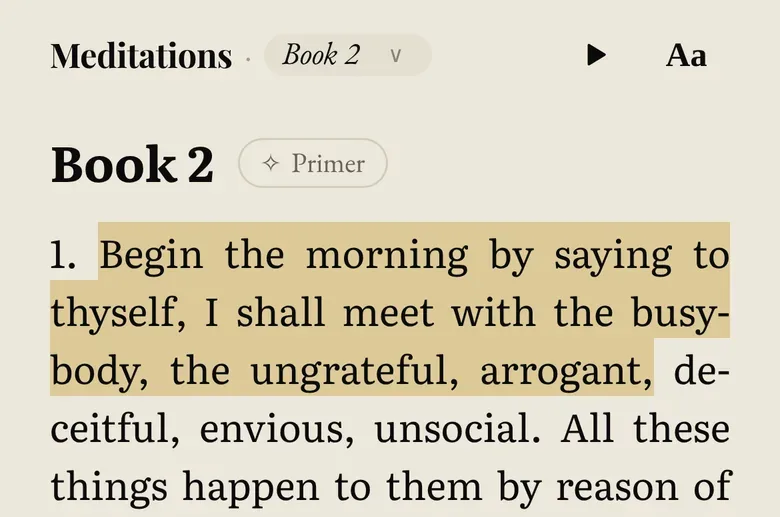 Meditations · Book 2 ∨
Aa
Book 2
✧ Primer
1. Begin the morning by saying to
thyself, I shall meet with the busy-
body, the ungrateful, arrogant, de-
ceitful, envious, unsocial. All these
things happen to them by reason of